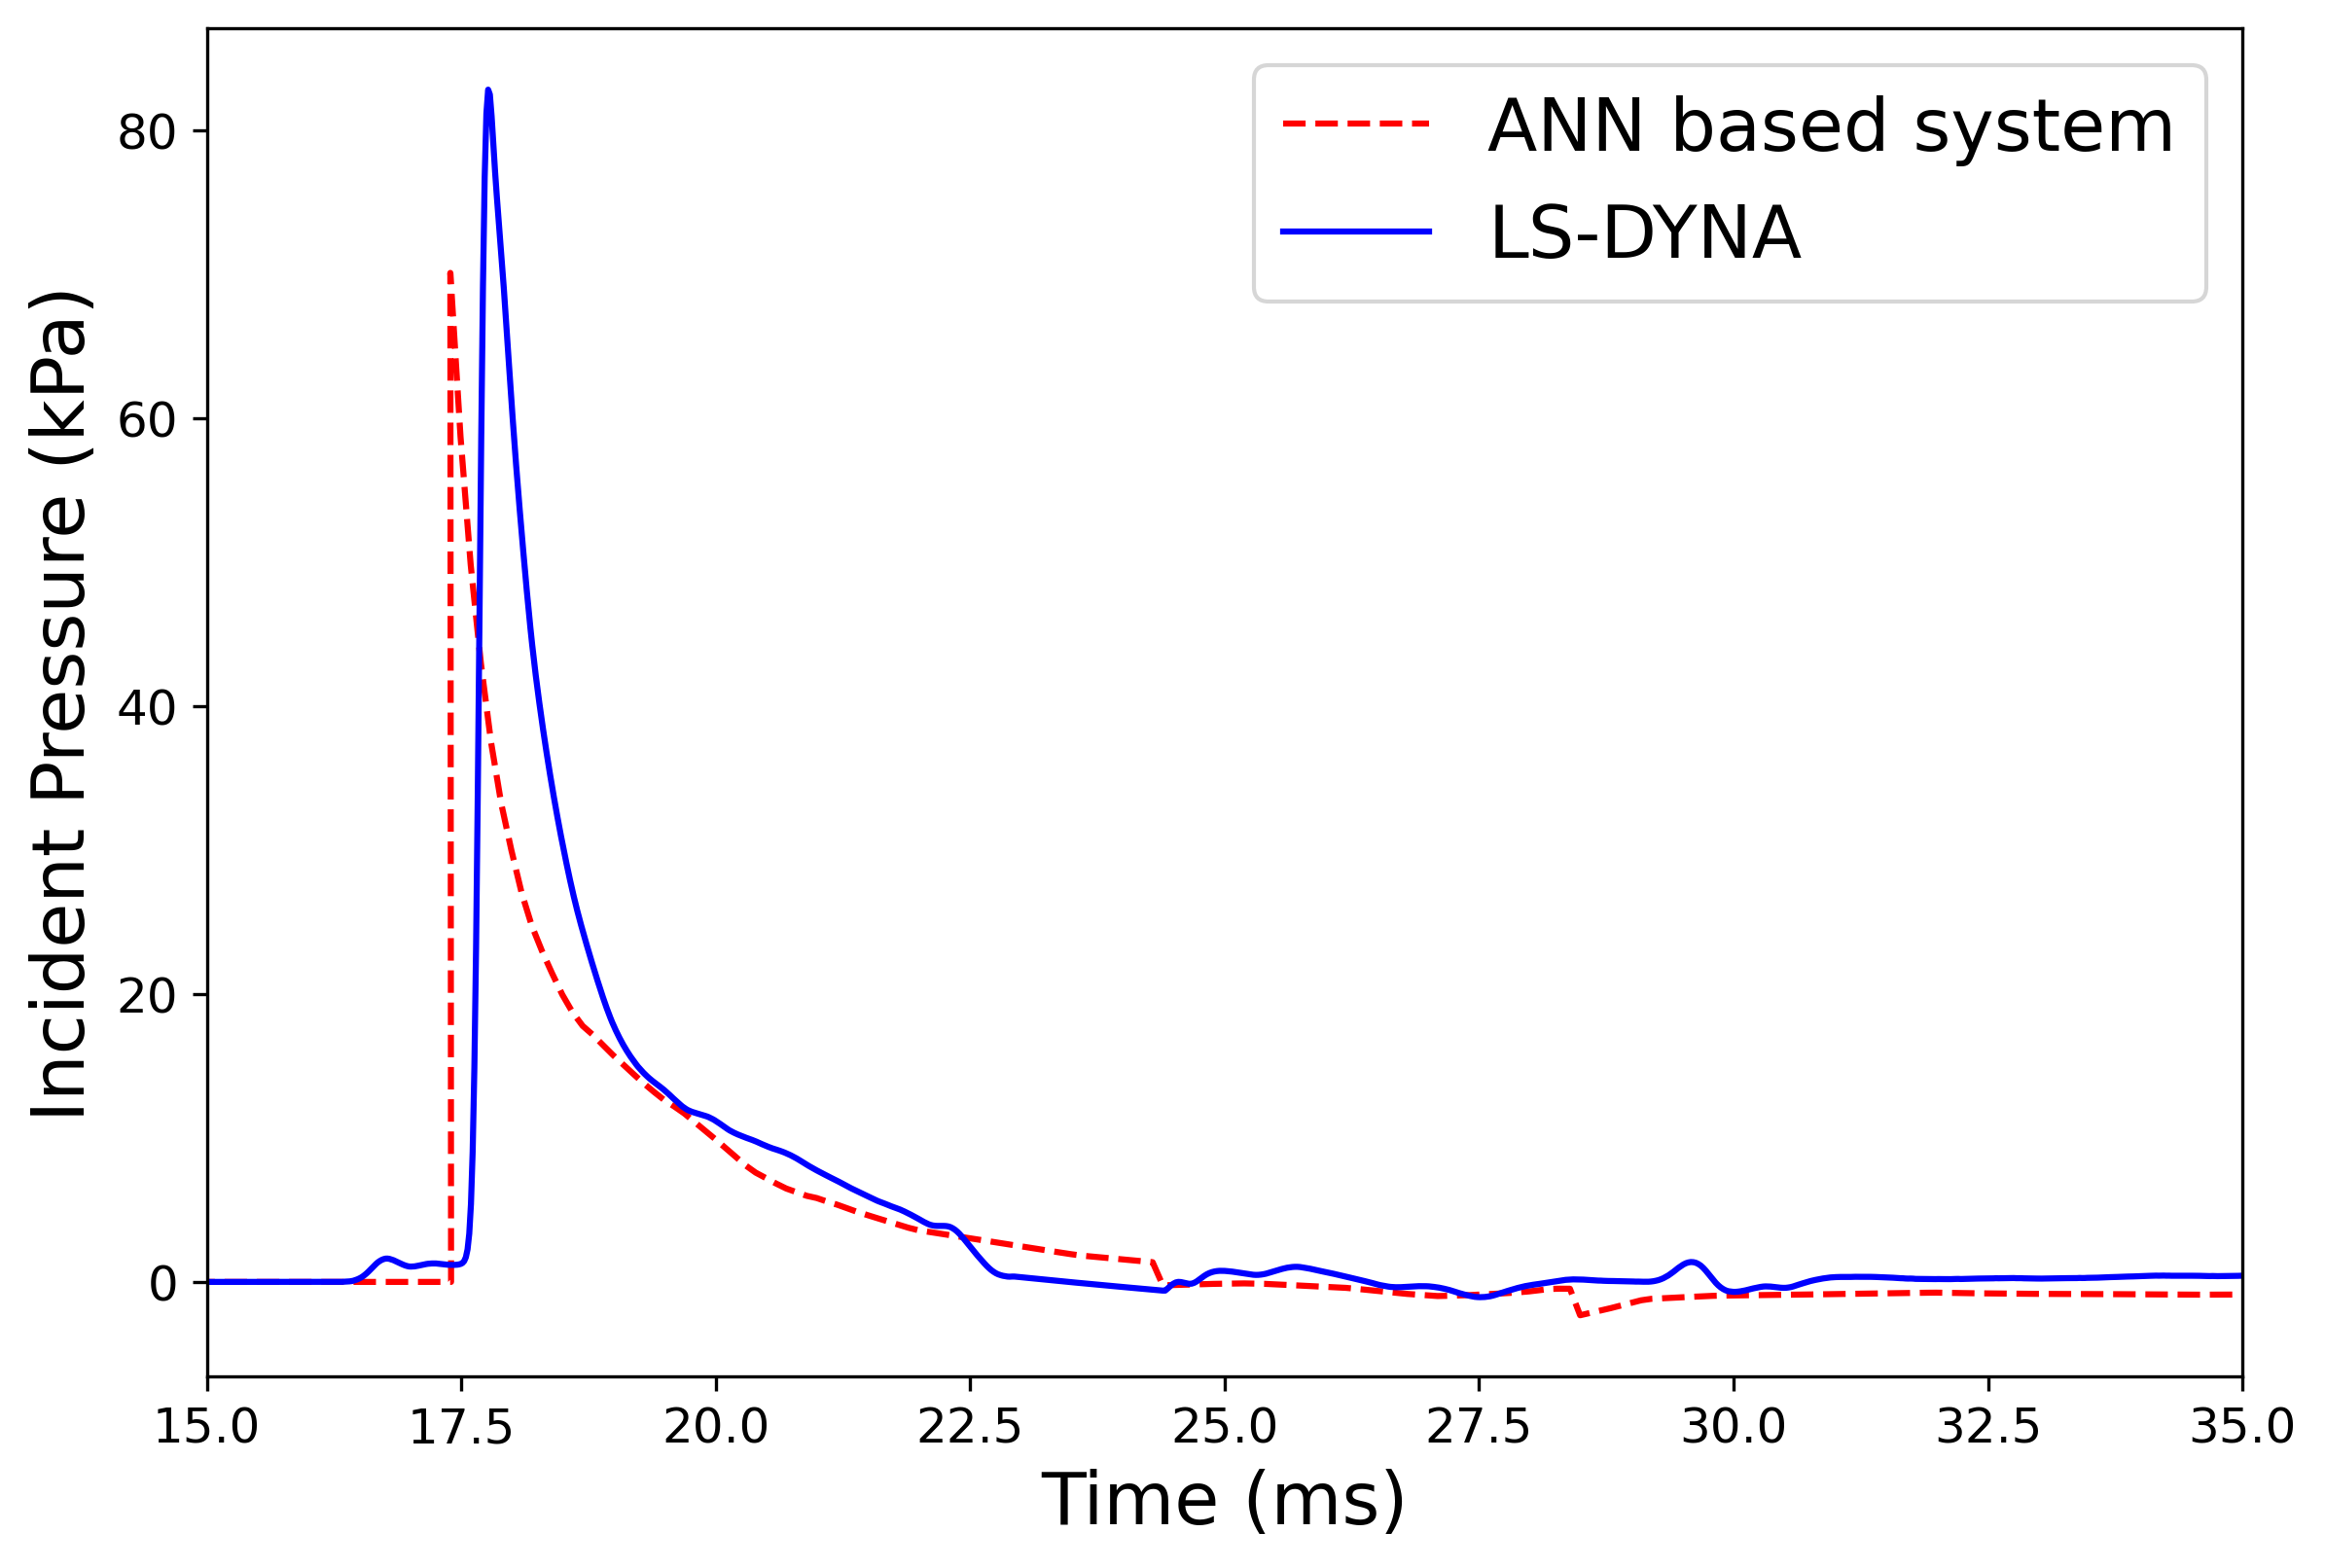 ANN based system
LS-DYNA
Incident Pressure (kPa)
80
60
40
20
0
15.0 17.5 20.0 22.5 25.0 27.5 30.0 32.5 35.0
Time (ms)